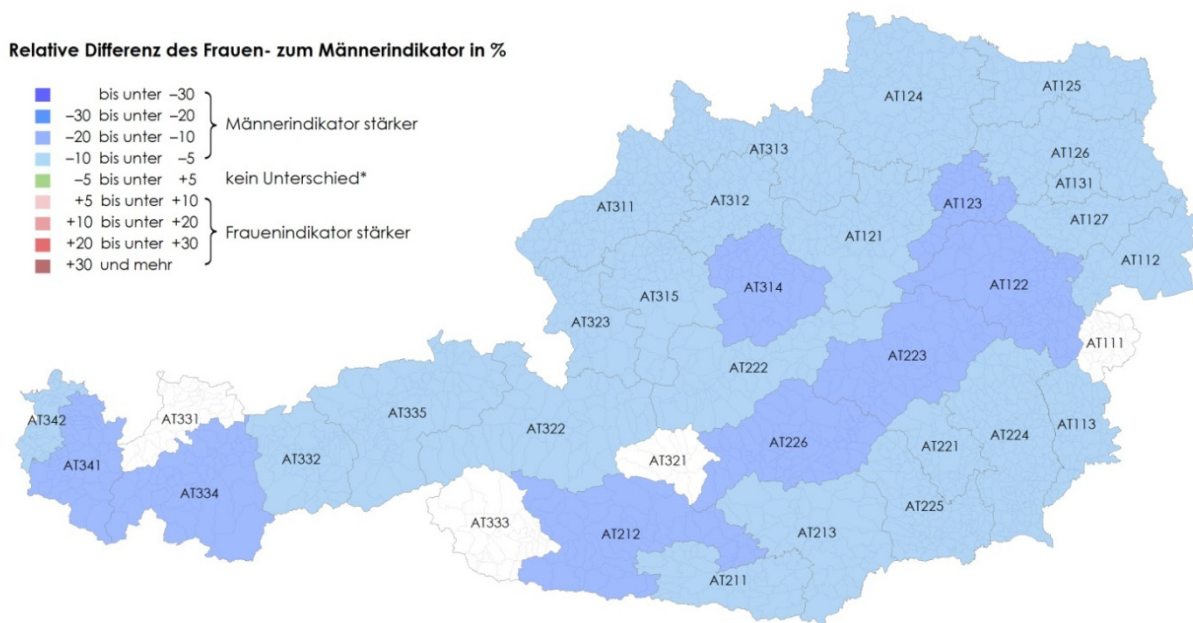 Relative Differenz des Frauen- zum Männerindikator in %
bis unter –30
–30 bis unter –20
–20 bis unter –10
–10 bis unter –5
–5 bis unter +5
+5 bis unter +10
+10 bis unter +20
+20 bis unter +30
+30 und mehr
Männerindikator stärker
kein Unterschied*
Frauenindikator stärker
AT124
AT125
AT313
AT126
AT131
AT123
AT311
AT312
AT127
AT121
AT112
AT314
AT122
AT315
AT323
AT111
AT223
AT222
AT331
AT335
AT342
AT322
AT113
AT332
AT226
AT221
AT224
AT321
AT341
AT334
AT225
AT333
AT212
AT213
AT211